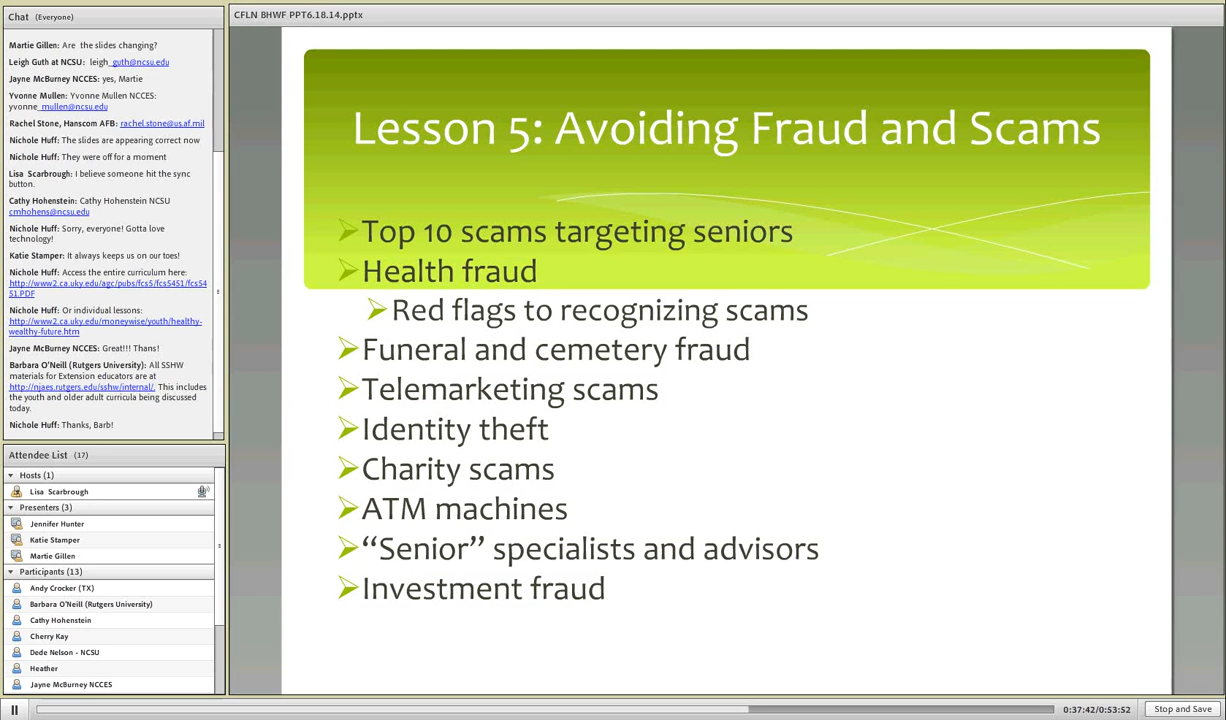 Chat (Everyone)
Martie Gillen: Are the slides changing?
Leigh Guth at NCSU: leigh_guth@ncsu.edu
Jayne McBurney NCCES: yes, Martie
Yvonne Mullen: Yvonne Mullen NCCES:
yvonne_mullen@ncsu.edu
Rachel Stone, Hanscom AFB: rachel.stone@us.af.mil
Nichole Huff: The slides are appearing correct now
Nichole Huff: They were off for a moment
Lisa Scarbrough: I believe someone hit the sync
button.
Cathy Hohenstein: Cathy Hohenstein NCSU
cmhohens@ncsu.edu
Nichole Huff: Sorry, everyone! Gotta love
technology!
Katie Stamper: It always keeps us on our toes!
Nichole Huff: Access the entire curriculum here:
http://www2.ca.uky.edu/agc/pubs/fcs5/fcs54
51.PDF
Nichole Huff: Or individual lessons:
http://www2.ca.uky.edu/moneywise/youth/healthy-
wealthy-future.htm
Jayne McBurney NCCES: Great!!! Thans!
Barbara O'Neill (Rutgers University): All SSHW
materials for Extension educators are at
http://njaes.rutgers.edu/sshw/internal/. This includes
the youth and older adult curricula being discussed
today.
Nichole Huff: Thanks, Barb!
Attendee List (17)
Hosts (1)
Lisa Scarbrough
Presenters (3)
Jennifer Hunter
Katie Stamper
Martie Gillen
Participants (13)
Andy Crocker (TX)
Barbara O'Neill (Rutgers University)
Cathy Hohenstein
Cherry Kay
Dede Nelson - NCSU
Heather
Jayne McBurney NCCES
CFLN BHWF PPT6.18.14.pptx
Lesson 5: Avoiding Fraud and Scams
Top 10 scams targeting seniors
Health fraud
Red flags to recognizing scams
Funeral and cemetery fraud
Telemarketing scams
Identity theft
Charity scams
ATM machines
“Senior” specialists and advisors
Investment fraud
0:37:42/0:53:52
Stop and Save